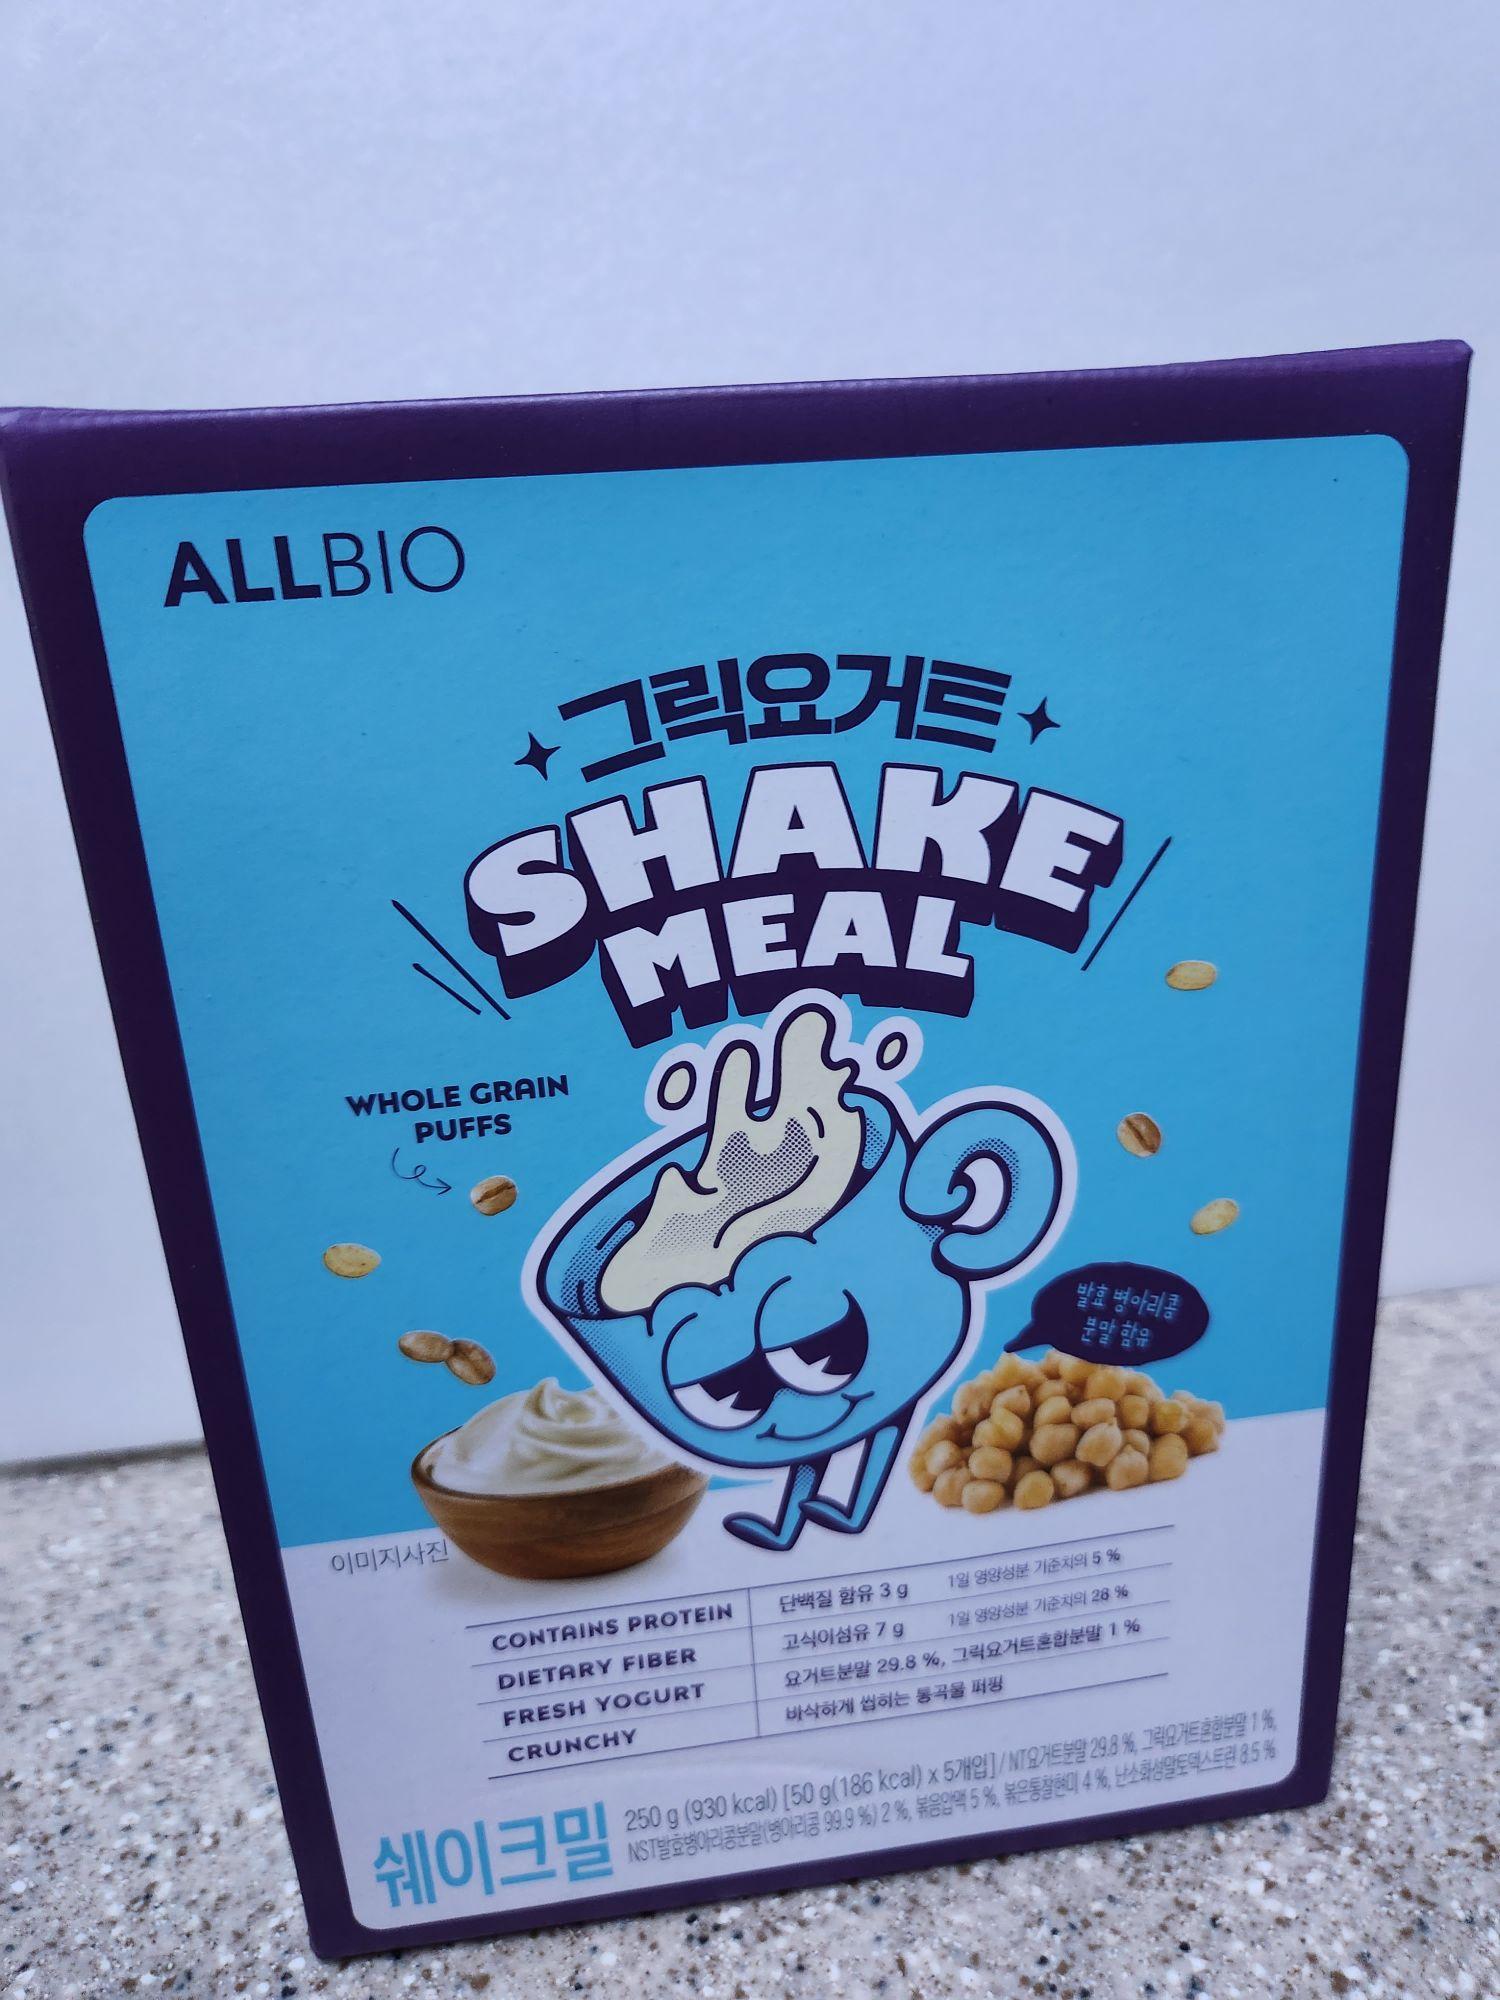 ALLBIO
그릭요거트
SHAKE
MEAL
WHOLE GRAIN
PUFFS
발효 병아리콩
분말 함유
이미지사진
CONTAINS PROTEIN 단백질 함유 3 g 1일 영양성분 기준치의 5 %
DIETARY FIBER 고식이섬유 7 g 1일 영양성분 기준치의 28 %
FRESH YOGURT 요거트분말 29.8 %, 그릭요거트혼합분말 1 %
CRUNCHY 바삭하게 씹히는 통곡물 퍼핑
쉐이크밀
250 g (930 kcal) [50 g(186 kcal) x 5개입] / NT요거트분말 29.8 %, 그릭요거트혼합분말 1 %,
NST발효병아리콩분말(병아리콩 99.9 %) 2 %, 볶음압맥 5 %, 볶은통찰현미 4 %, 난소화성말토덱스트린 8.5 %